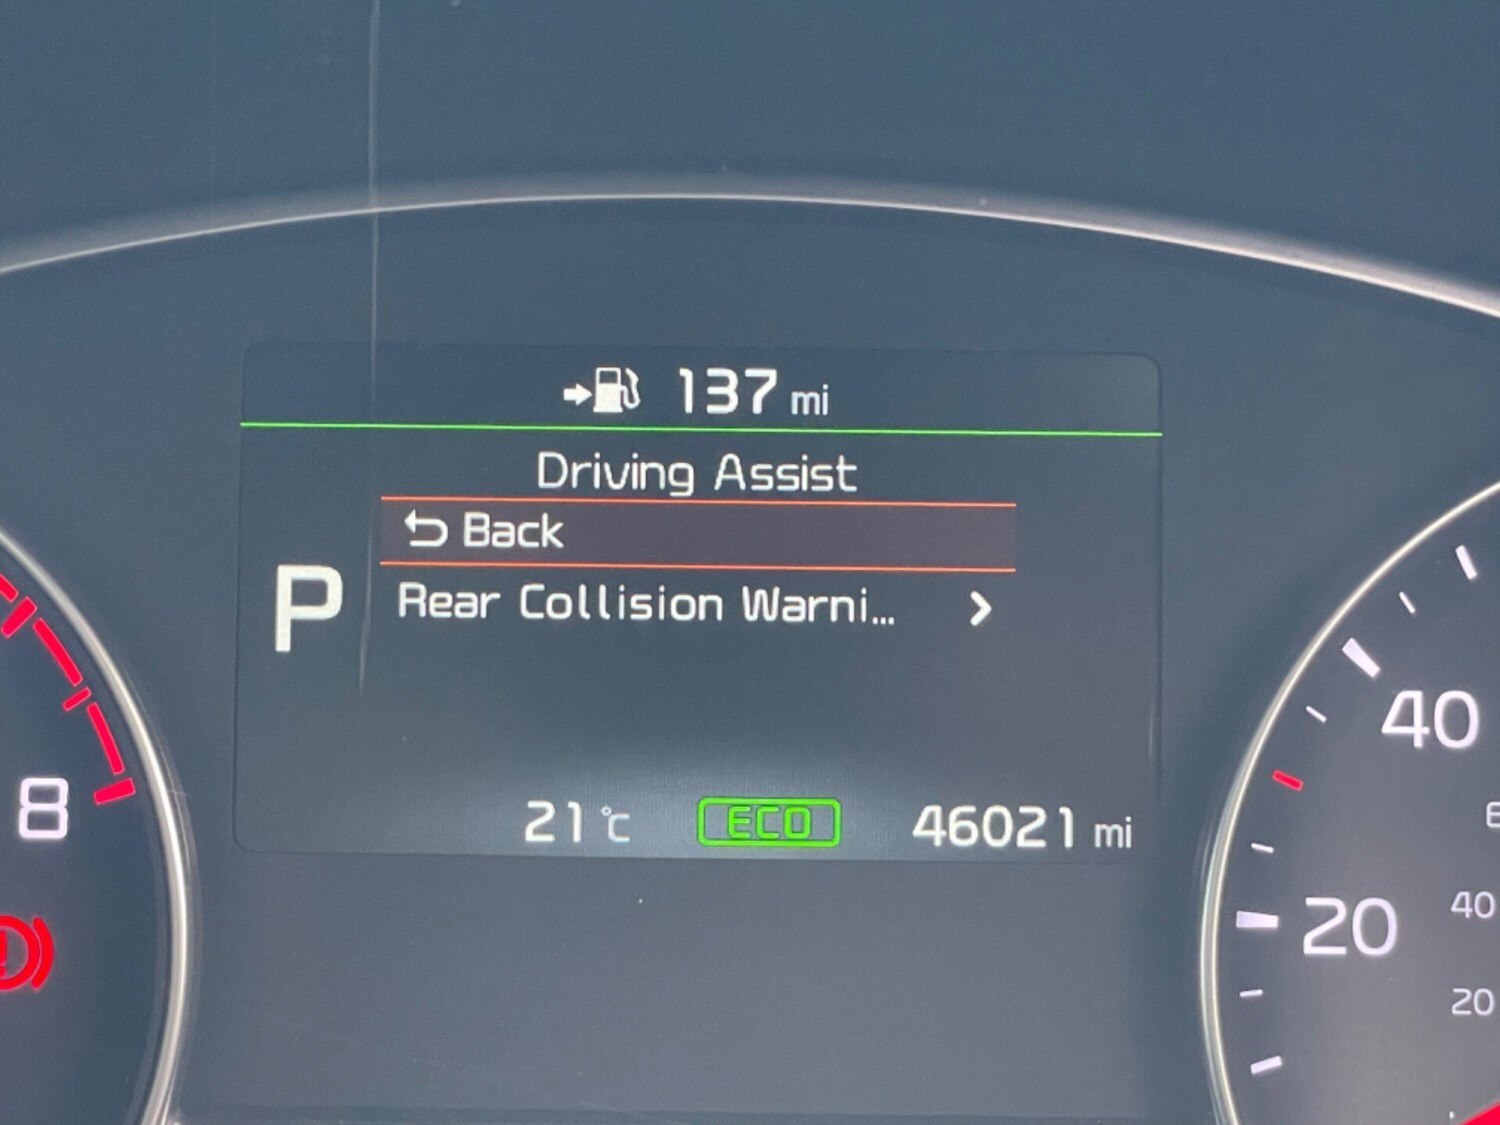 137 mi
Driving Assist
Back
P
Rear Collision Warni...
21 °C
ECO
46021 mi
8
40
20
40
20